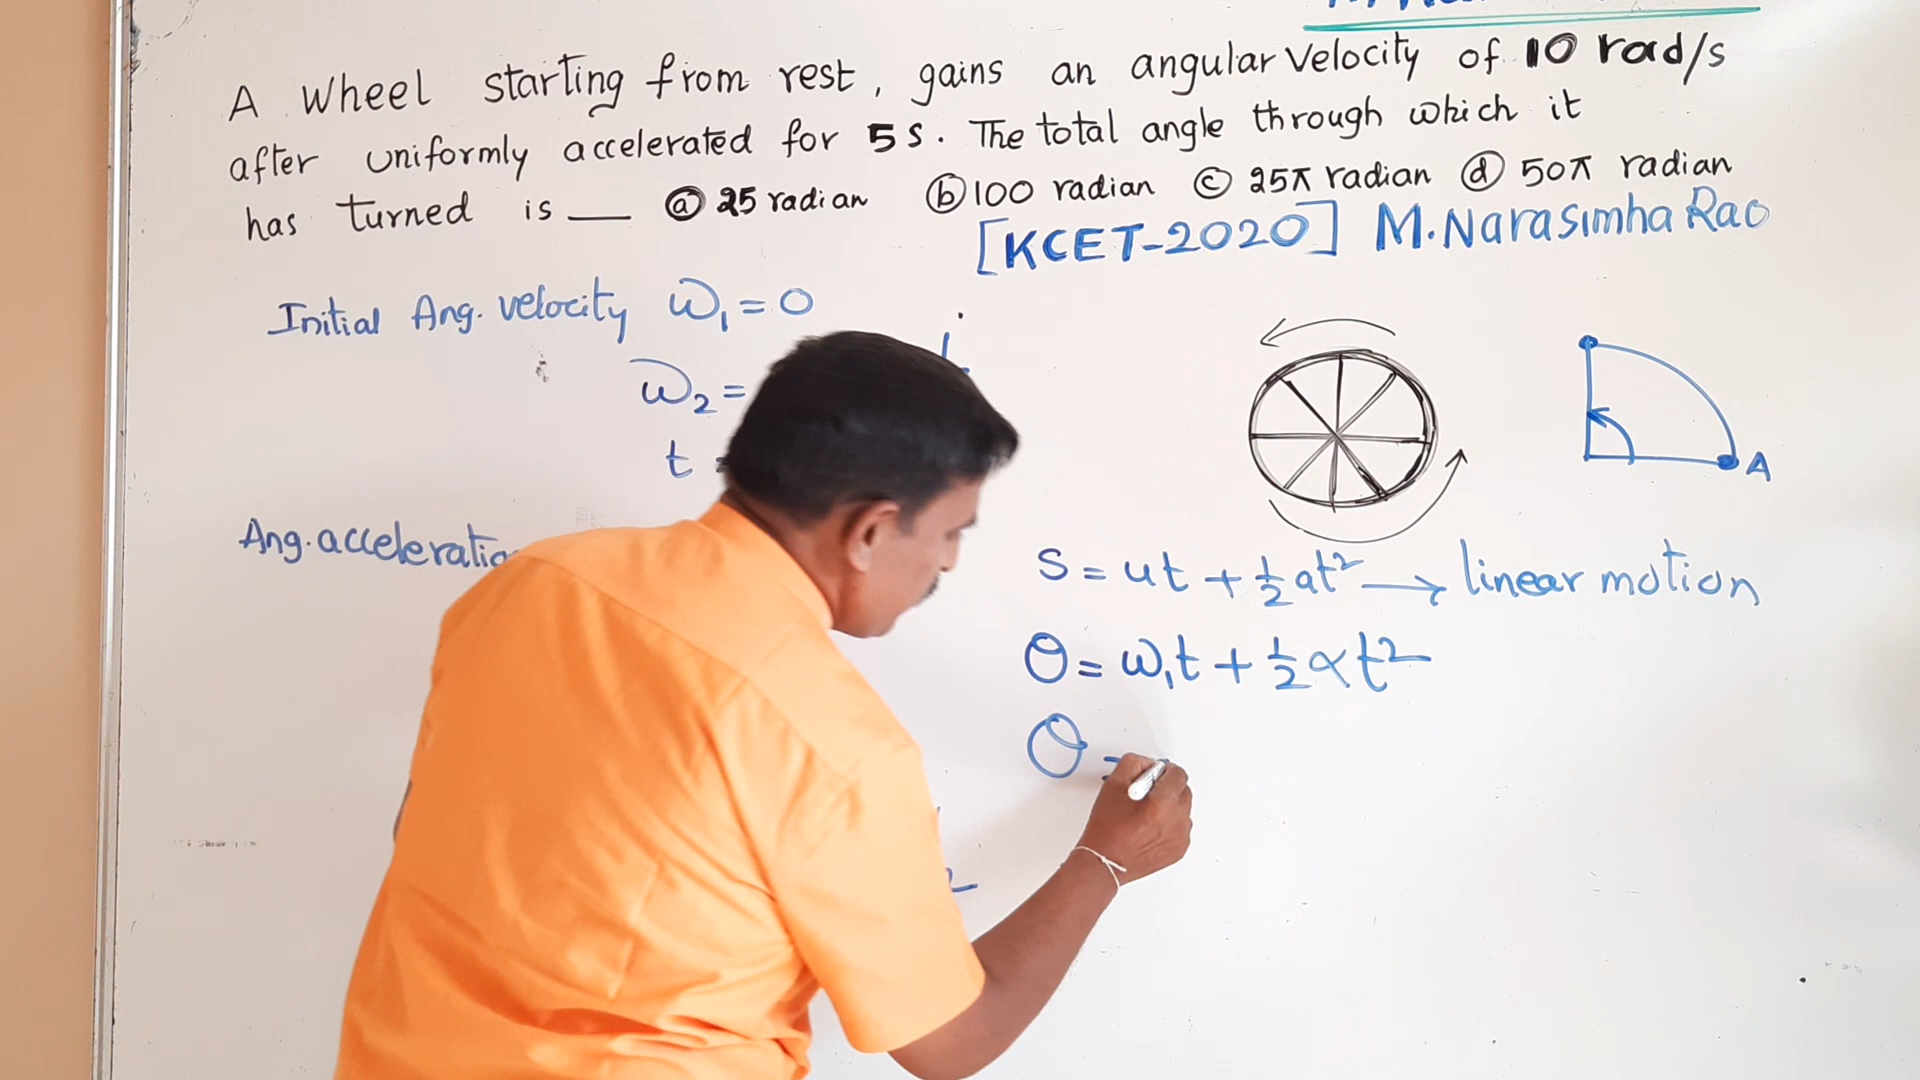 A Wheel starting from rest, gains an angular Velocity of 10 rad/s
after uniformly accelerated for 5 s. The total angle through which it
has turned is ___ ⓐ 25 radian ⓑ 100 radian ⓒ 25π radian ⓓ 50π radian
[KCET-2020] M.Narasimha Rao
Initial Ang. velocity ω₁ = 0
ω₂ =
t =
A
Ang. acceleration
S = ut + ½at² → linear motion
θ = ω₁t + ½αt²
θ =